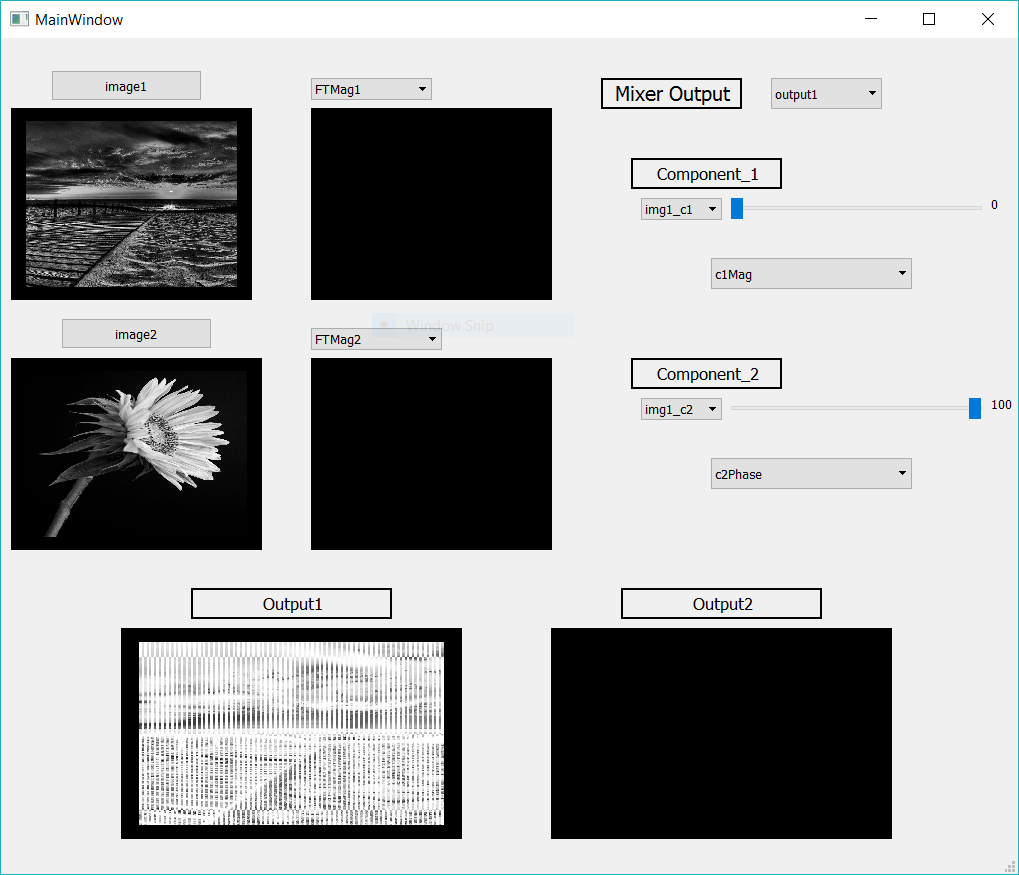 MainWindow
image1
FTMag1
Mixer Output
output1
Component_1
img1_c1
0
c1Mag
Window Snip
image2
FTMag2
Component_2
img1_c2
100
c2Phase
Output1
Output2